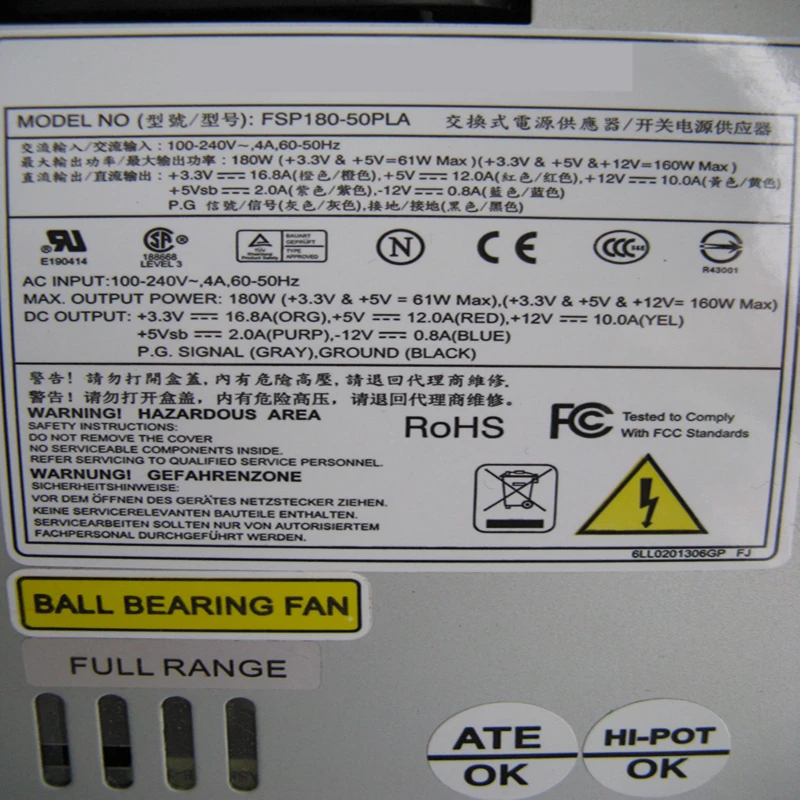 MODEL NO (型號/型号): FSP180-50PLA 交換式電源供應器/开关电源供应器
交流輸入/交流输入: 100-240V~,4A,60-50Hz
最大輸出功率/最大输出功率: 180W (+3.3V & +5V=61W Max)(+3.3V & +5V &+12V=160W Max)
直流輸出/直流输出: +3.3V 16.8A(橙色/橙色),+5V 12.0A(紅色/红色),+12V 10.0A(黃色/黄色)
+5Vsb 2.0A(紫色/紫色),-12V 0.8A(藍色/蓝色)
P.G 信號/信号(灰色/灰色),接地/接地(黑色/黑色)
E190414
SA ®
188668
LEVEL 3
BAUART
GEPRÜFT
TYPE
APPROVED
N
CE
CCC
R43001
AC INPUT:100-240V~,4A,60-50Hz
MAX. OUTPUT POWER: 180W (+3.3V & +5V = 61W Max),(+3.3V & +5V & +12V= 160W Max)
DC OUTPUT: +3.3V 16.8A(ORG),+5V 12.0A(RED),+12V 10.0A(YEL)
+5Vsb 2.0A(PURP),-12V 0.8A(BLUE)
P.G. SIGNAL (GRAY),GROUND (BLACK)
警告! 請勿打開盒蓋,內有危險高壓,請退回代理商維修.
警告! 请勿打开盒盖,内有危险高压,请退回代理商维修。
WARNING! HAZARDOUS AREA
SAFETY INSTRUCTIONS:
DO NOT REMOVE THE COVER
NO SERVICEABLE COMPONENTS INSIDE.
REFER SERVICING TO QUALIFIED SERVICE PERSONNEL.
WARNUNG! GEFAHRENZONE
SICHERHEITSHINWEISE:
VOR DEM ÖFFNEN DES GERÄTES NETZSTECKER ZIEHEN.
KEINE SERVICERELEVANTEN BAUTEILE ENTHALTEN.
SERVICEARBEITEN SOLLTEN NUR VON AUTORISIERTEM
FACHPERSONAL DURCHGEFÜHRT WERDEN.
RoHS
FC Tested to Comply
With FCC Standards
6LL0201306GP FJ
BALL BEARING FAN
FULL RANGE
ATE
OK
HI-POT
OK